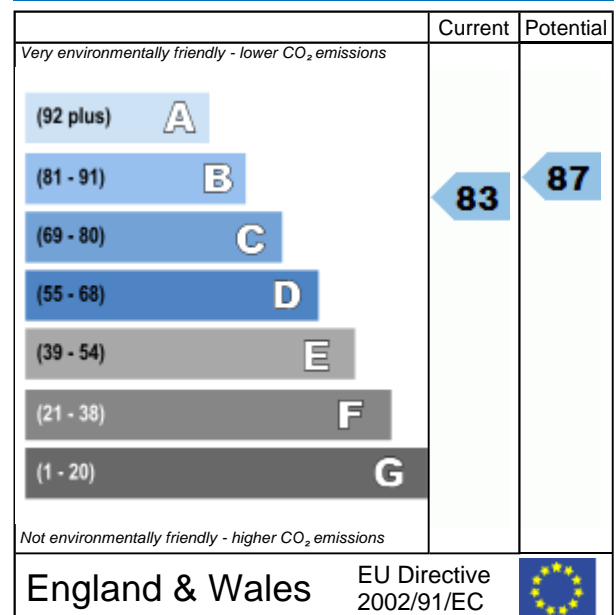 Current Potential
Very environmentally friendly - lower CO₂ emissions
(92 plus) A
(81 - 91) B
83
87
(69 - 80) C
(55 - 68) D
(39 - 54) E
(21 - 38) F
(1 - 20) G
Not environmentally friendly - higher CO₂ emissions
England & Wales
EU Directive
2002/91/EC